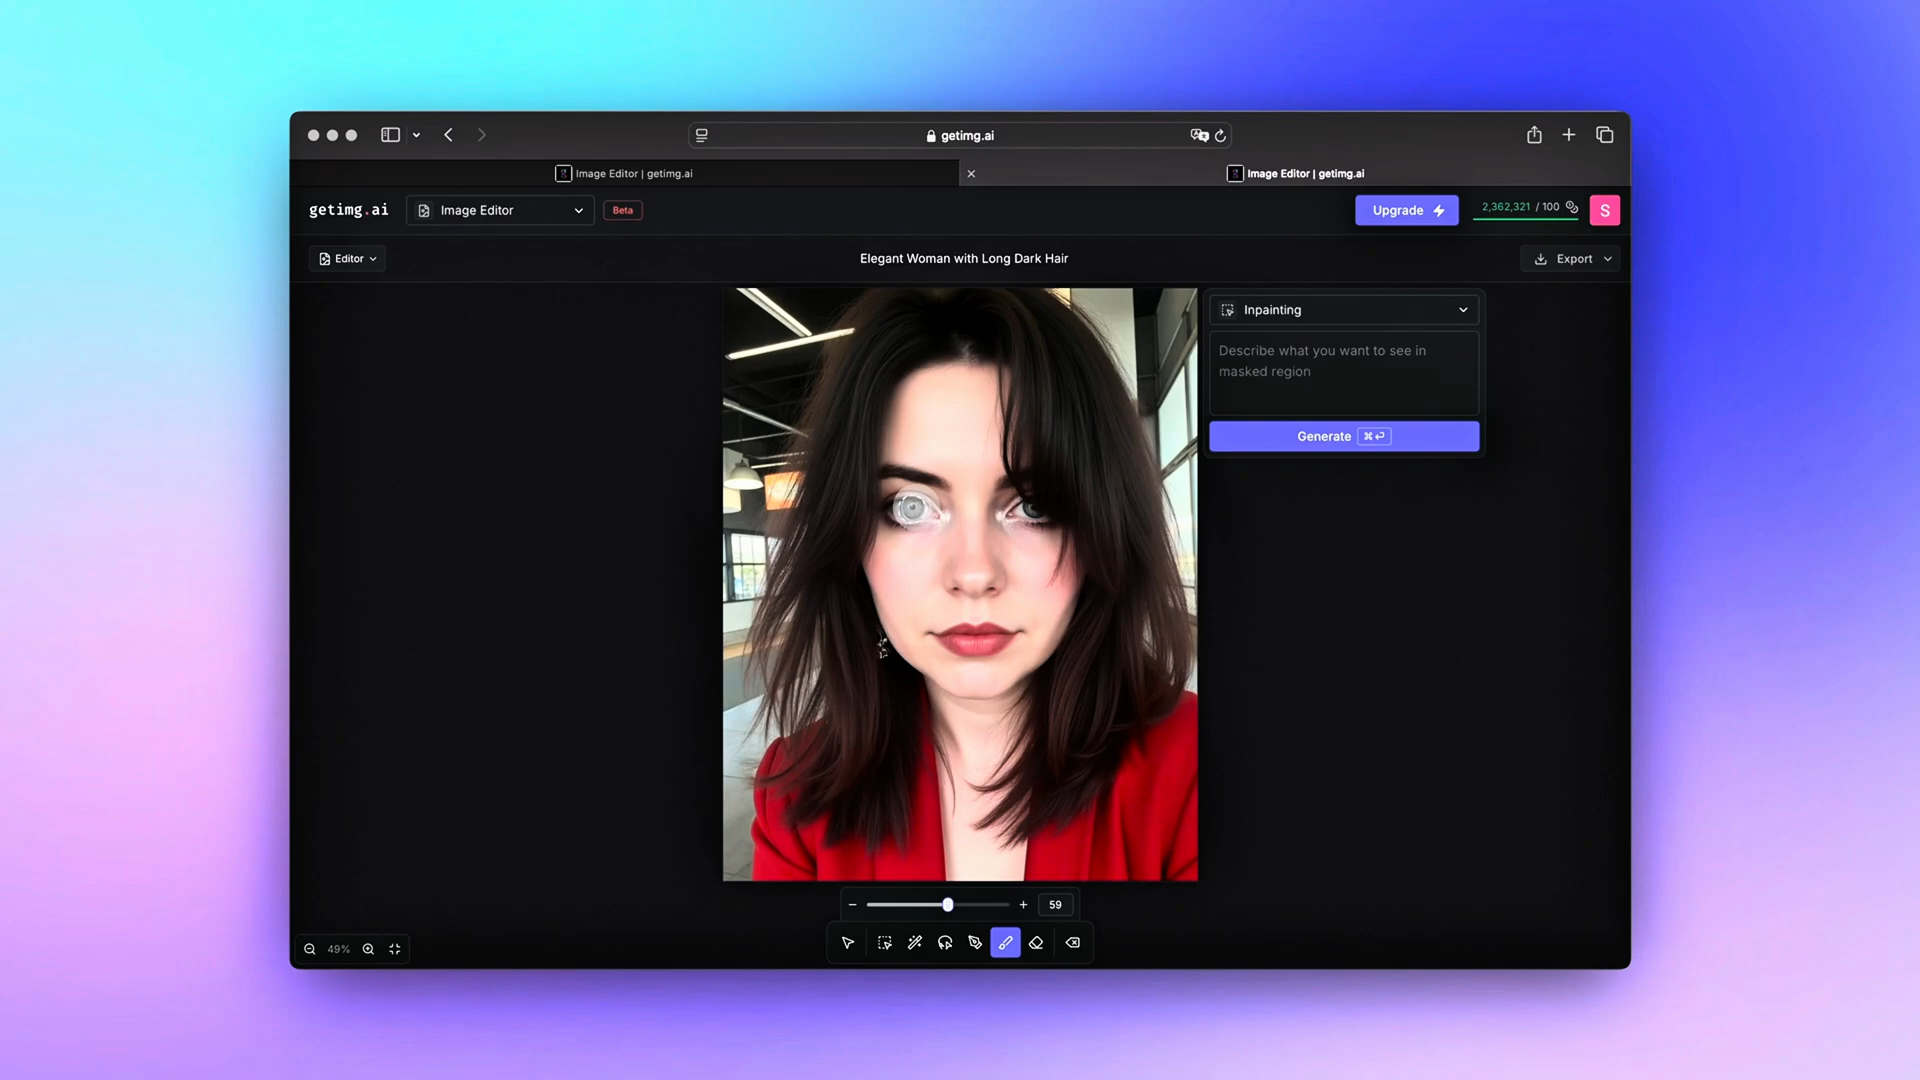 getimg.ai
Image Editor | getimg.ai
Image Editor | getimg.ai
getimg.ai
Image Editor
Beta
Upgrade
2,362,321 / 100
S
Editor
Elegant Woman with Long Dark Hair
Export
Inpainting
Describe what you want to see in
masked region
Generate ⌘⏎
59
49%